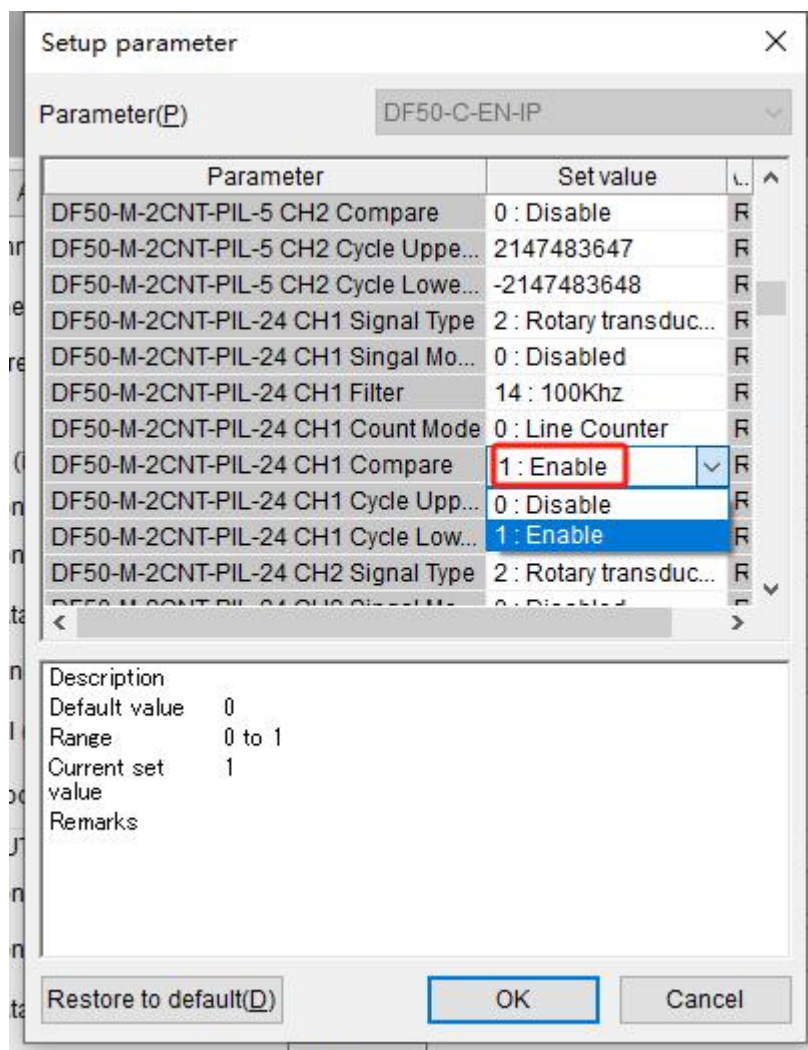 Setup parameter
Parameter(P) DF50-C-EN-IP
Parameter Set value
DF50-M-2CNT-PIL-5 CH2 Compare 0 : Disable R
DF50-M-2CNT-PIL-5 CH2 Cycle Uppe... 2147483647 R
DF50-M-2CNT-PIL-5 CH2 Cycle Lowe... -2147483648 R
DF50-M-2CNT-PIL-24 CH1 Signal Type 2 : Rotary transduc... R
DF50-M-2CNT-PIL-24 CH1 Singal Mo... 0 : Disabled R
DF50-M-2CNT-PIL-24 CH1 Filter 14 : 100Khz R
DF50-M-2CNT-PIL-24 CH1 Count Mode 0 : Line Counter R
DF50-M-2CNT-PIL-24 CH1 Compare 1 : Enable R
DF50-M-2CNT-PIL-24 CH1 Cycle Upp... 0 : Disable R
DF50-M-2CNT-PIL-24 CH1 Cycle Low... 1 : Enable R
DF50-M-2CNT-PIL-24 CH2 Signal Type 2 : Rotary transduc... R
Description
Default value 0
Range 0 to 1
Current set 1
value
Remarks
Restore to default(D) OK Cancel